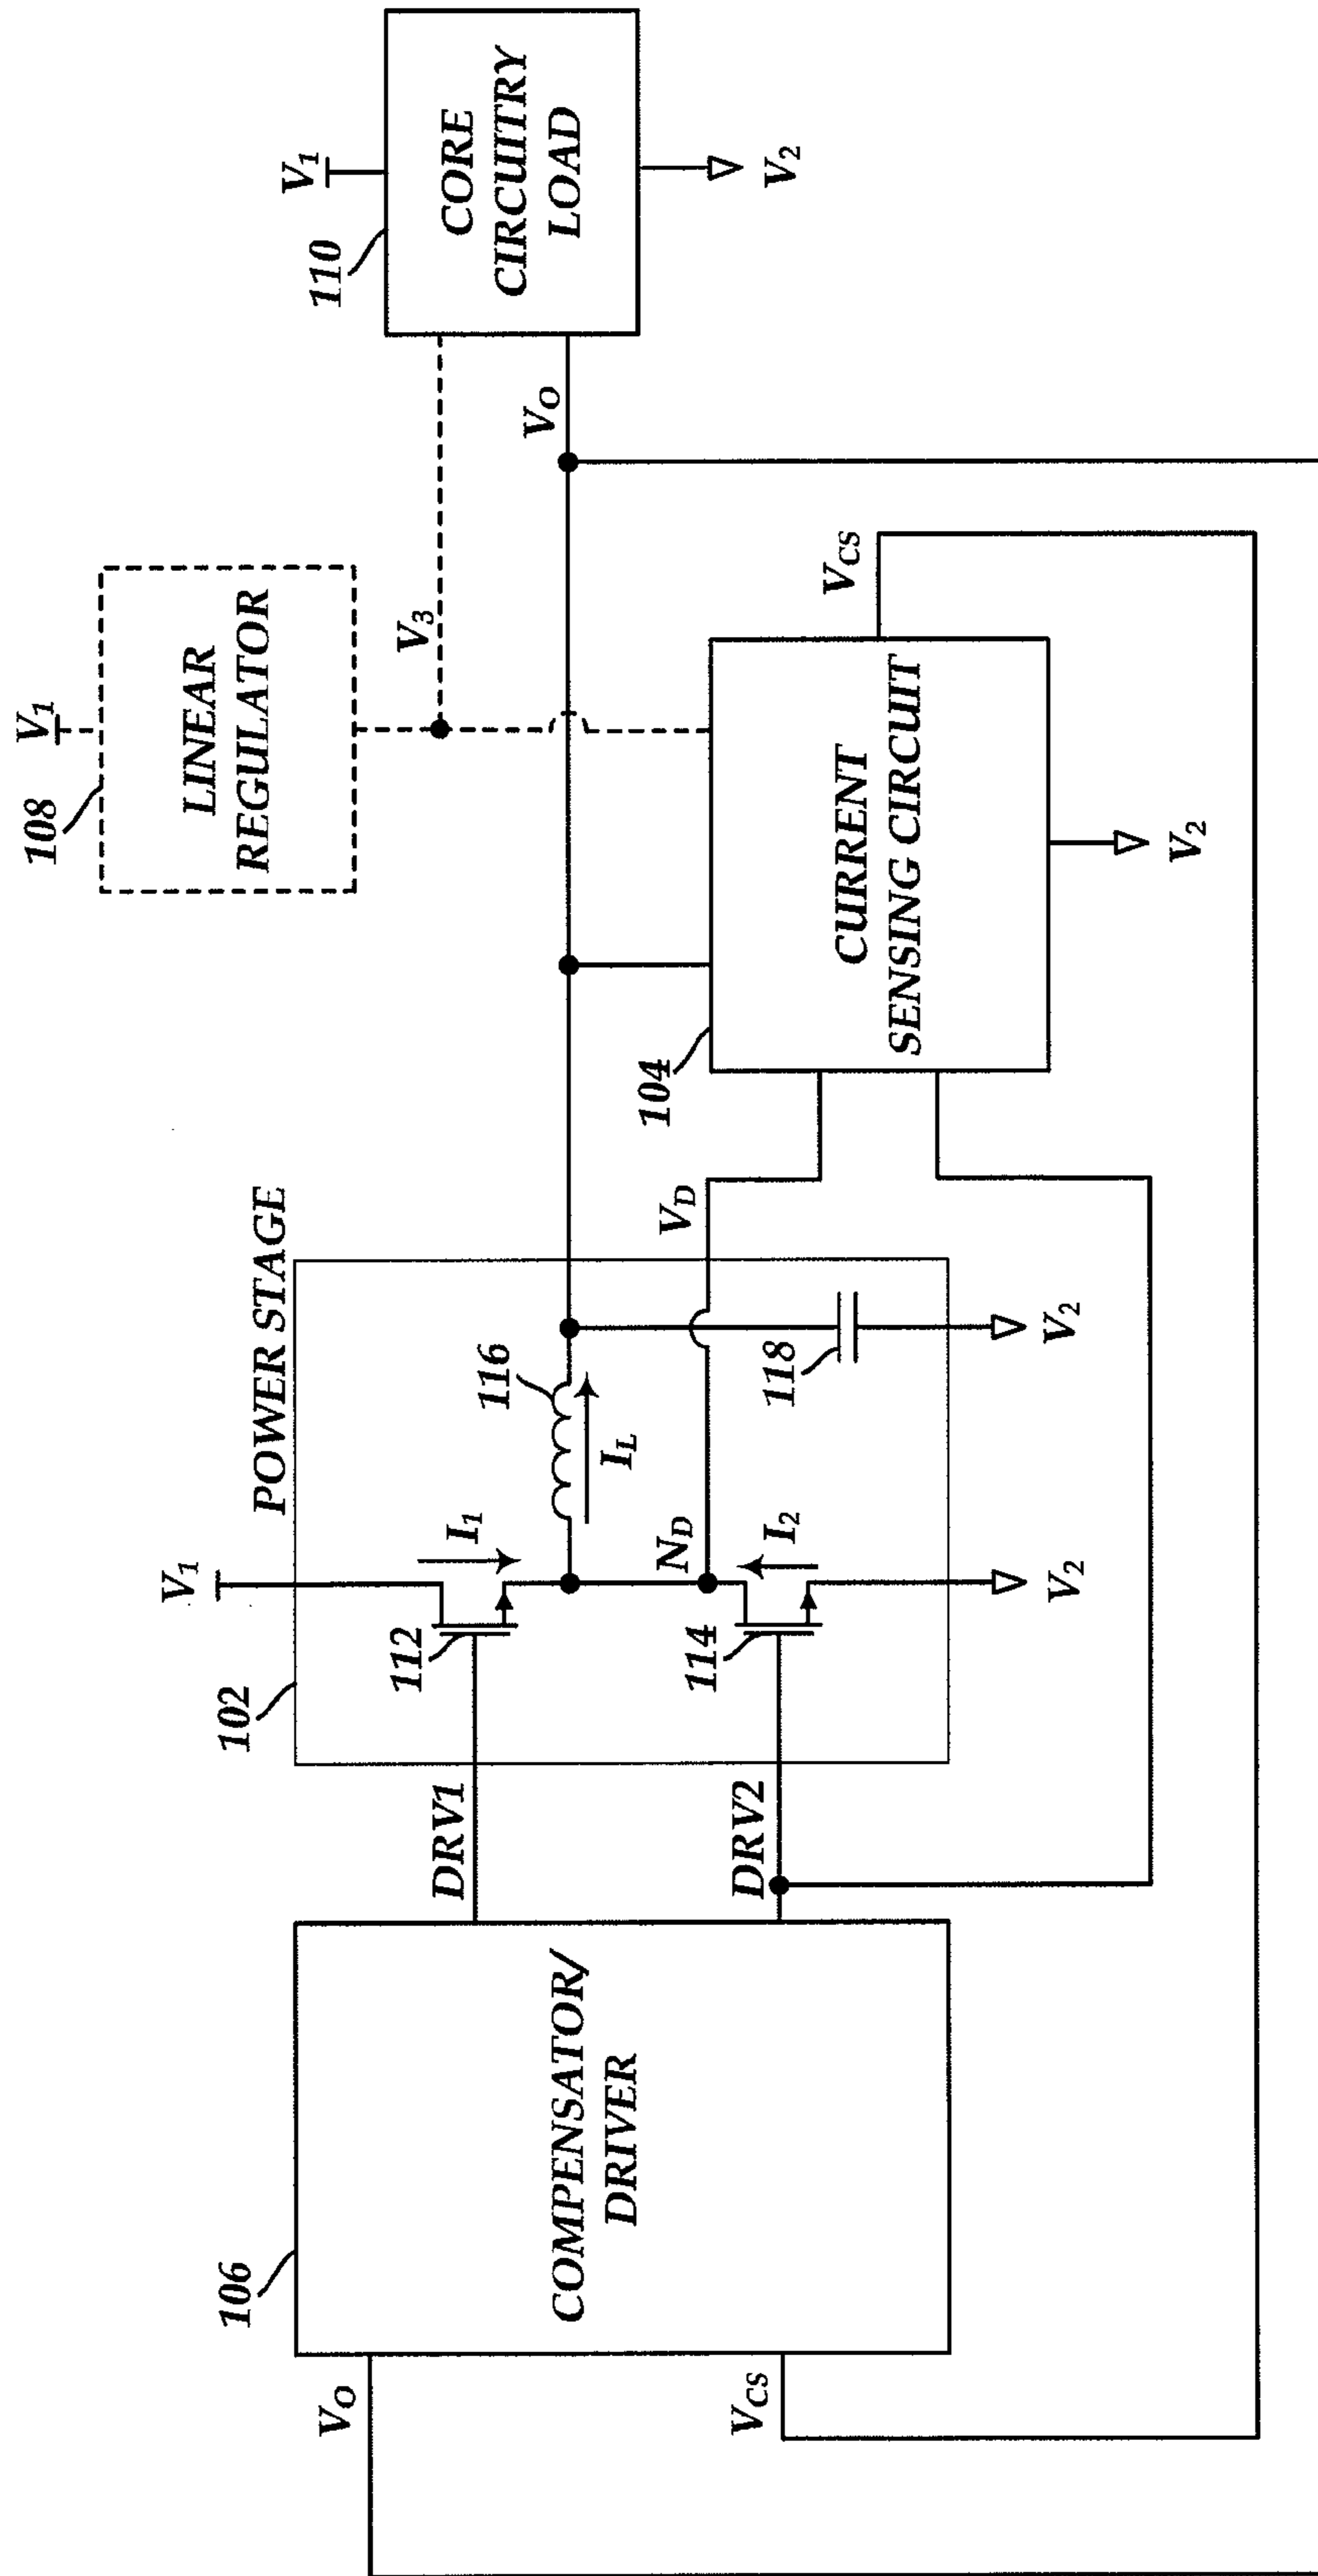 V1
108
LINEAR
REGULATOR
V3
V1
110
CORE
CIRCUITRY
LOAD
V2
VO
POWER STAGE
V1
102
DRV1
112
I1
116
IL
ND
VD
DRV2
114
I2
118
V2
V2
104
CURRENT
SENSING CIRCUIT
VCS
V2
106
COMPENSATOR/
DRIVER
VO
VCS